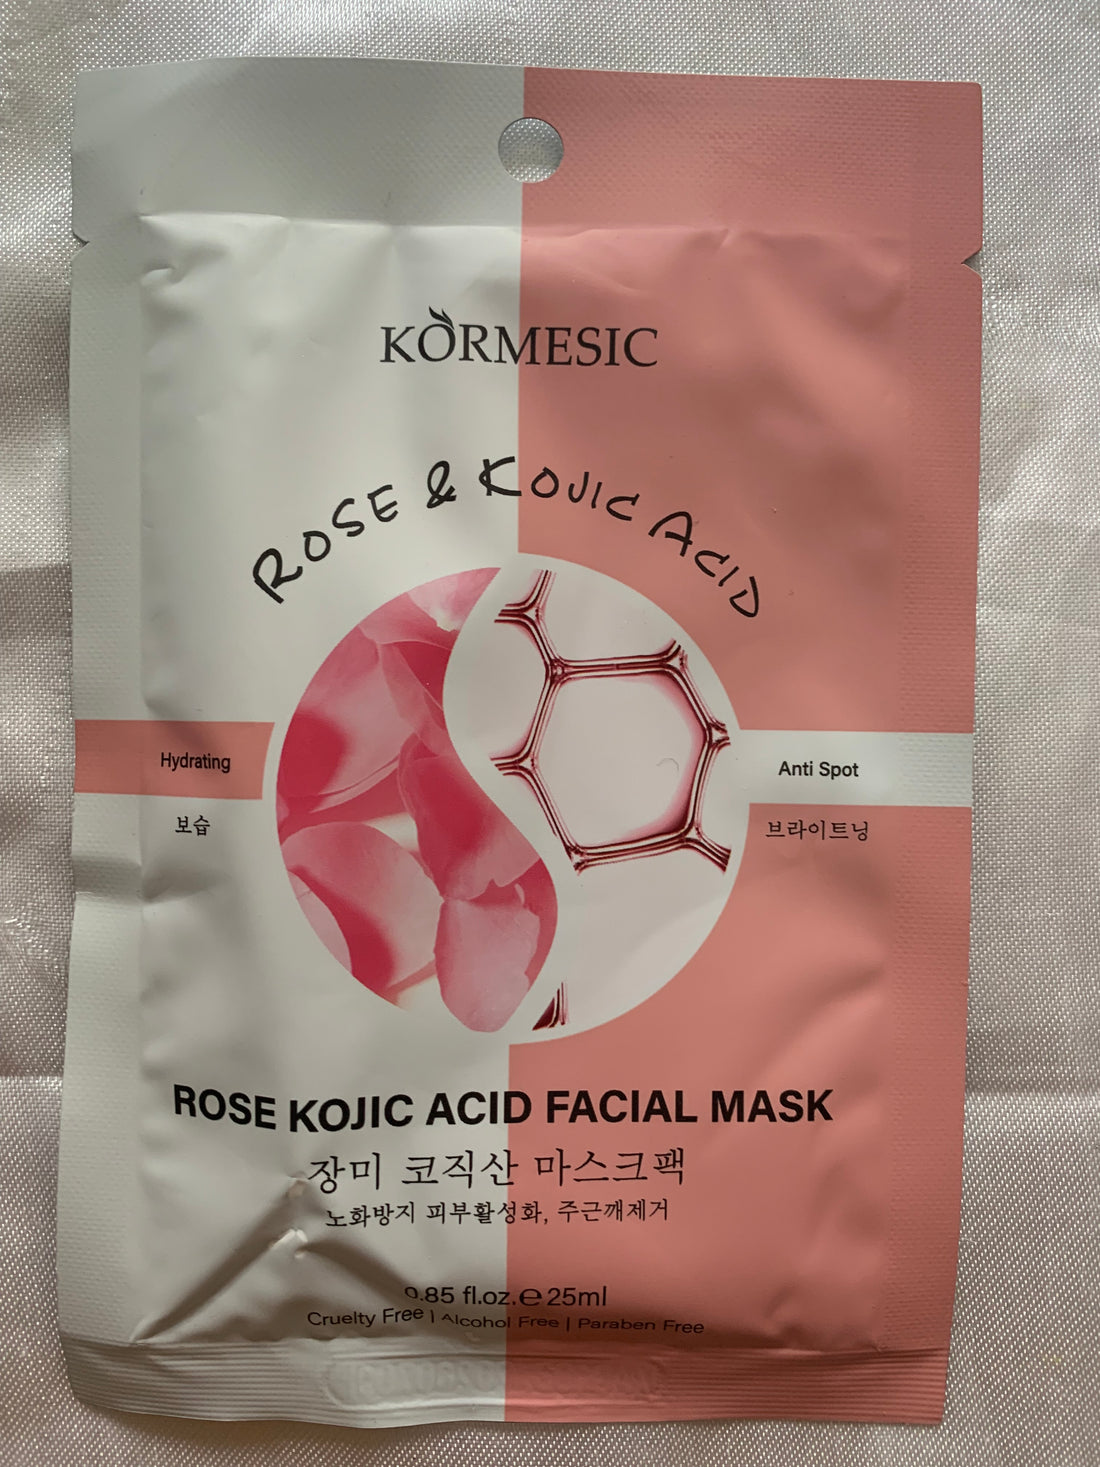 KORMESIC
ROSE & KOJIC ACID
Hydrating
보습
Anti Spot
브라이트닝
ROSE KOJIC ACID FACIAL MASK
장미 코직산 마스크팩
노화방지 피부활성화, 주근깨제거
0.85 fl.oz.℮25ml
Cruelty Free | Alcohol Free | Paraben Free